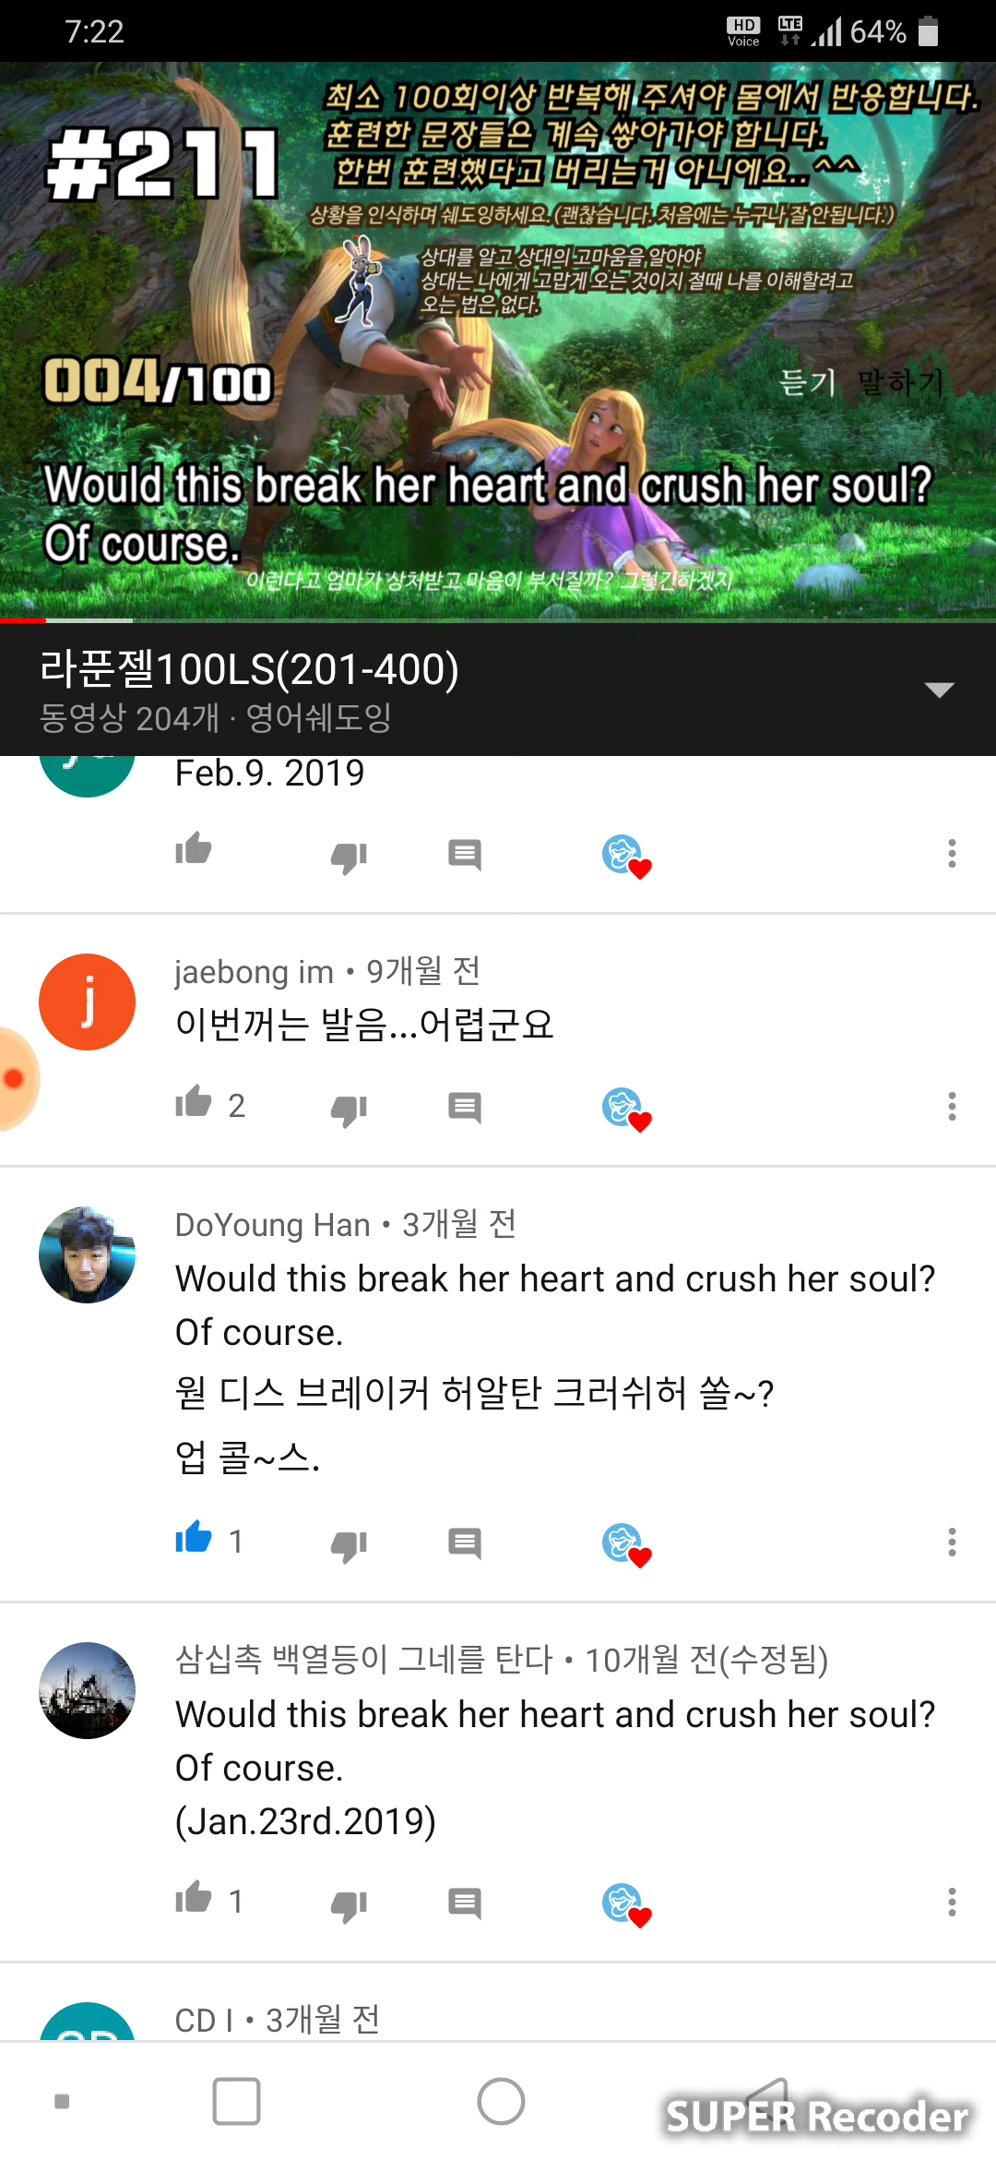 7:22
HD Voice LTE 64%
#211
최소 100회이상 반복해 주셔야 몸에서 반응합니다.
훈련한 문장들은 계속 쌓아가야 합니다.
한번 훈련했다고 버리는거 아니에요.. ^^
상황을 인식하며 쉐도잉하세요.(괜찮습니다. 처음에는 누구나 잘 안됩니다.)
상대를 알고 상대의 고마움을 알아야
상대는 나에게 고맙게 오는 것이지 절때 나를 이해할려고
오는 법은 없다.
004/100
듣기 말하기
Would this break her heart and crush her soul?
Of course.
이런다고 엄마가 상처받고 마음이 부서질까? 그렇긴하겠지
라푼젤100LS(201-400)
동영상 204개 · 영어쉐도잉
Feb.9. 2019
j
jaebong im • 9개월 전
이번꺼는 발음...어렵군요
2
DoYoung Han • 3개월 전
Would this break her heart and crush her soul?
Of course.
웓 디스 브레이커 허알탄 크러쉬허 쏠~?
업 콜~스.
1
삼십촉 백열등이 그네를 탄다 • 10개월 전(수정됨)
Would this break her heart and crush her soul?
Of course.
(Jan.23rd.2019)
1
CD I • 3개월 전
SUPER Recoder